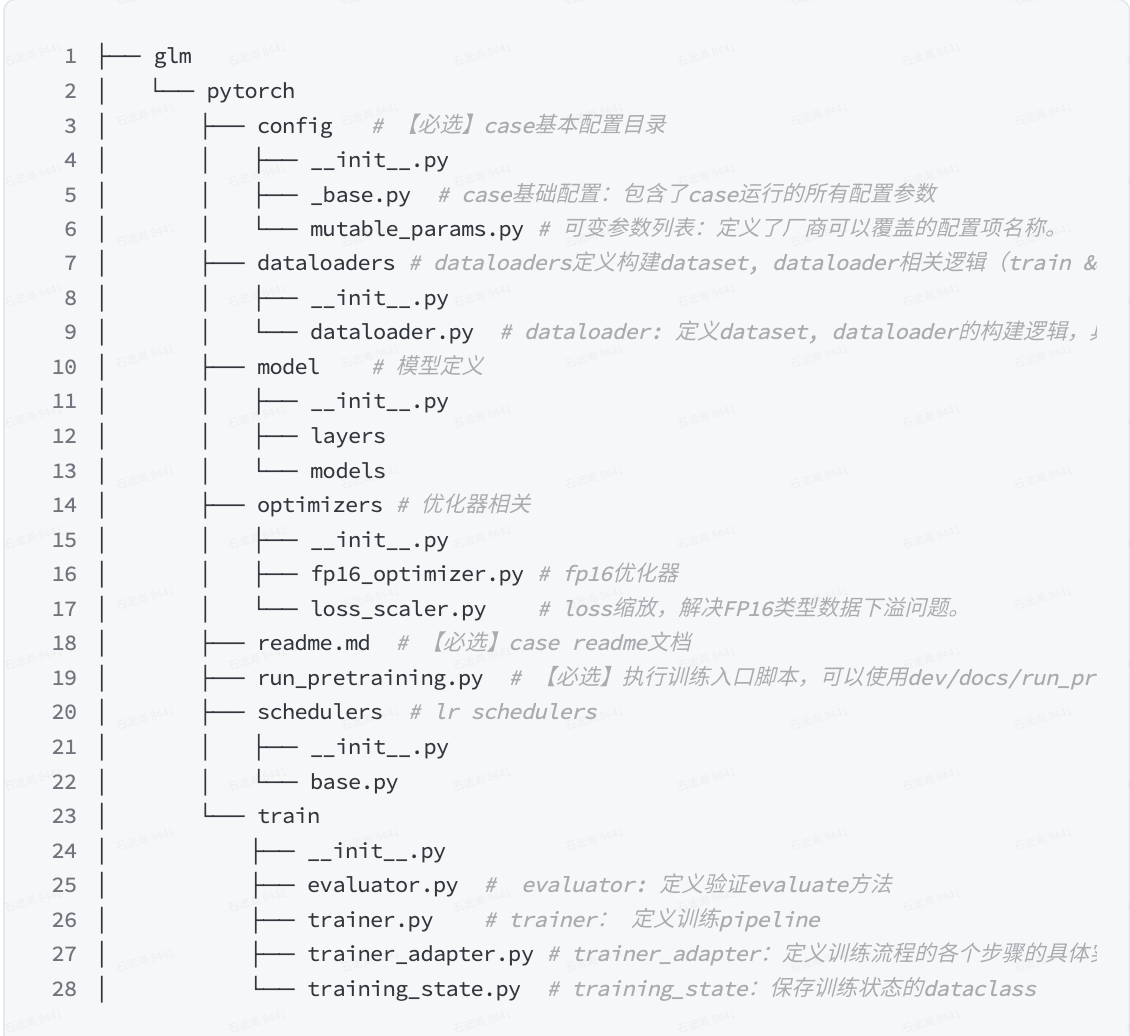 1 ├── glm
2 │   └── pytorch
3 │       ├── config   # 【必选】case基本配置目录
4 │       │   ├── __init__.py
5 │       │   ├── _base.py  # case基础配置：包含了case运行的所有配置参数
6 │       │   └── mutable_params.py # 可变参数列表：定义了厂商可以覆盖的配置项名称。
7 │       ├── dataloaders # dataloaders定义构建dataset, dataloader相关逻辑（train &
8 │       │   ├── __init__.py
9 │       │   └── dataloader.py  # dataloader: 定义dataset, dataloader的构建逻辑，
10 │       ├── model    # 模型定义
11 │       │   ├── __init__.py
12 │       │   ├── layers
13 │       │   └── models
14 │       ├── optimizers # 优化器相关
15 │       │   ├── __init__.py
16 │       │   ├── fp16_optimizer.py # fp16优化器
17 │       │   └── loss_scaler.py    # loss缩放，解决FP16类型数据下溢问题。
18 │       ├── readme.md  # 【必选】case readme文档
19 │       ├── run_pretraining.py  # 【必选】执行训练入口脚本，可以使用dev/docs/run_pr
20 │       ├── schedulers  # lr schedulers
21 │       │   ├── __init__.py
22 │       │   └── base.py
23 │       └── train
24 │           ├── __init__.py
25 │           ├── evaluator.py  #  evaluator: 定义验证evaluate方法
26 │           ├── trainer.py    # trainer： 定义训练pipeline
27 │           ├── trainer_adapter.py # trainer_adapter：定义训练流程的各个步骤的具体
28 │           └── training_state.py  # training_state：保存训练状态的dataclass